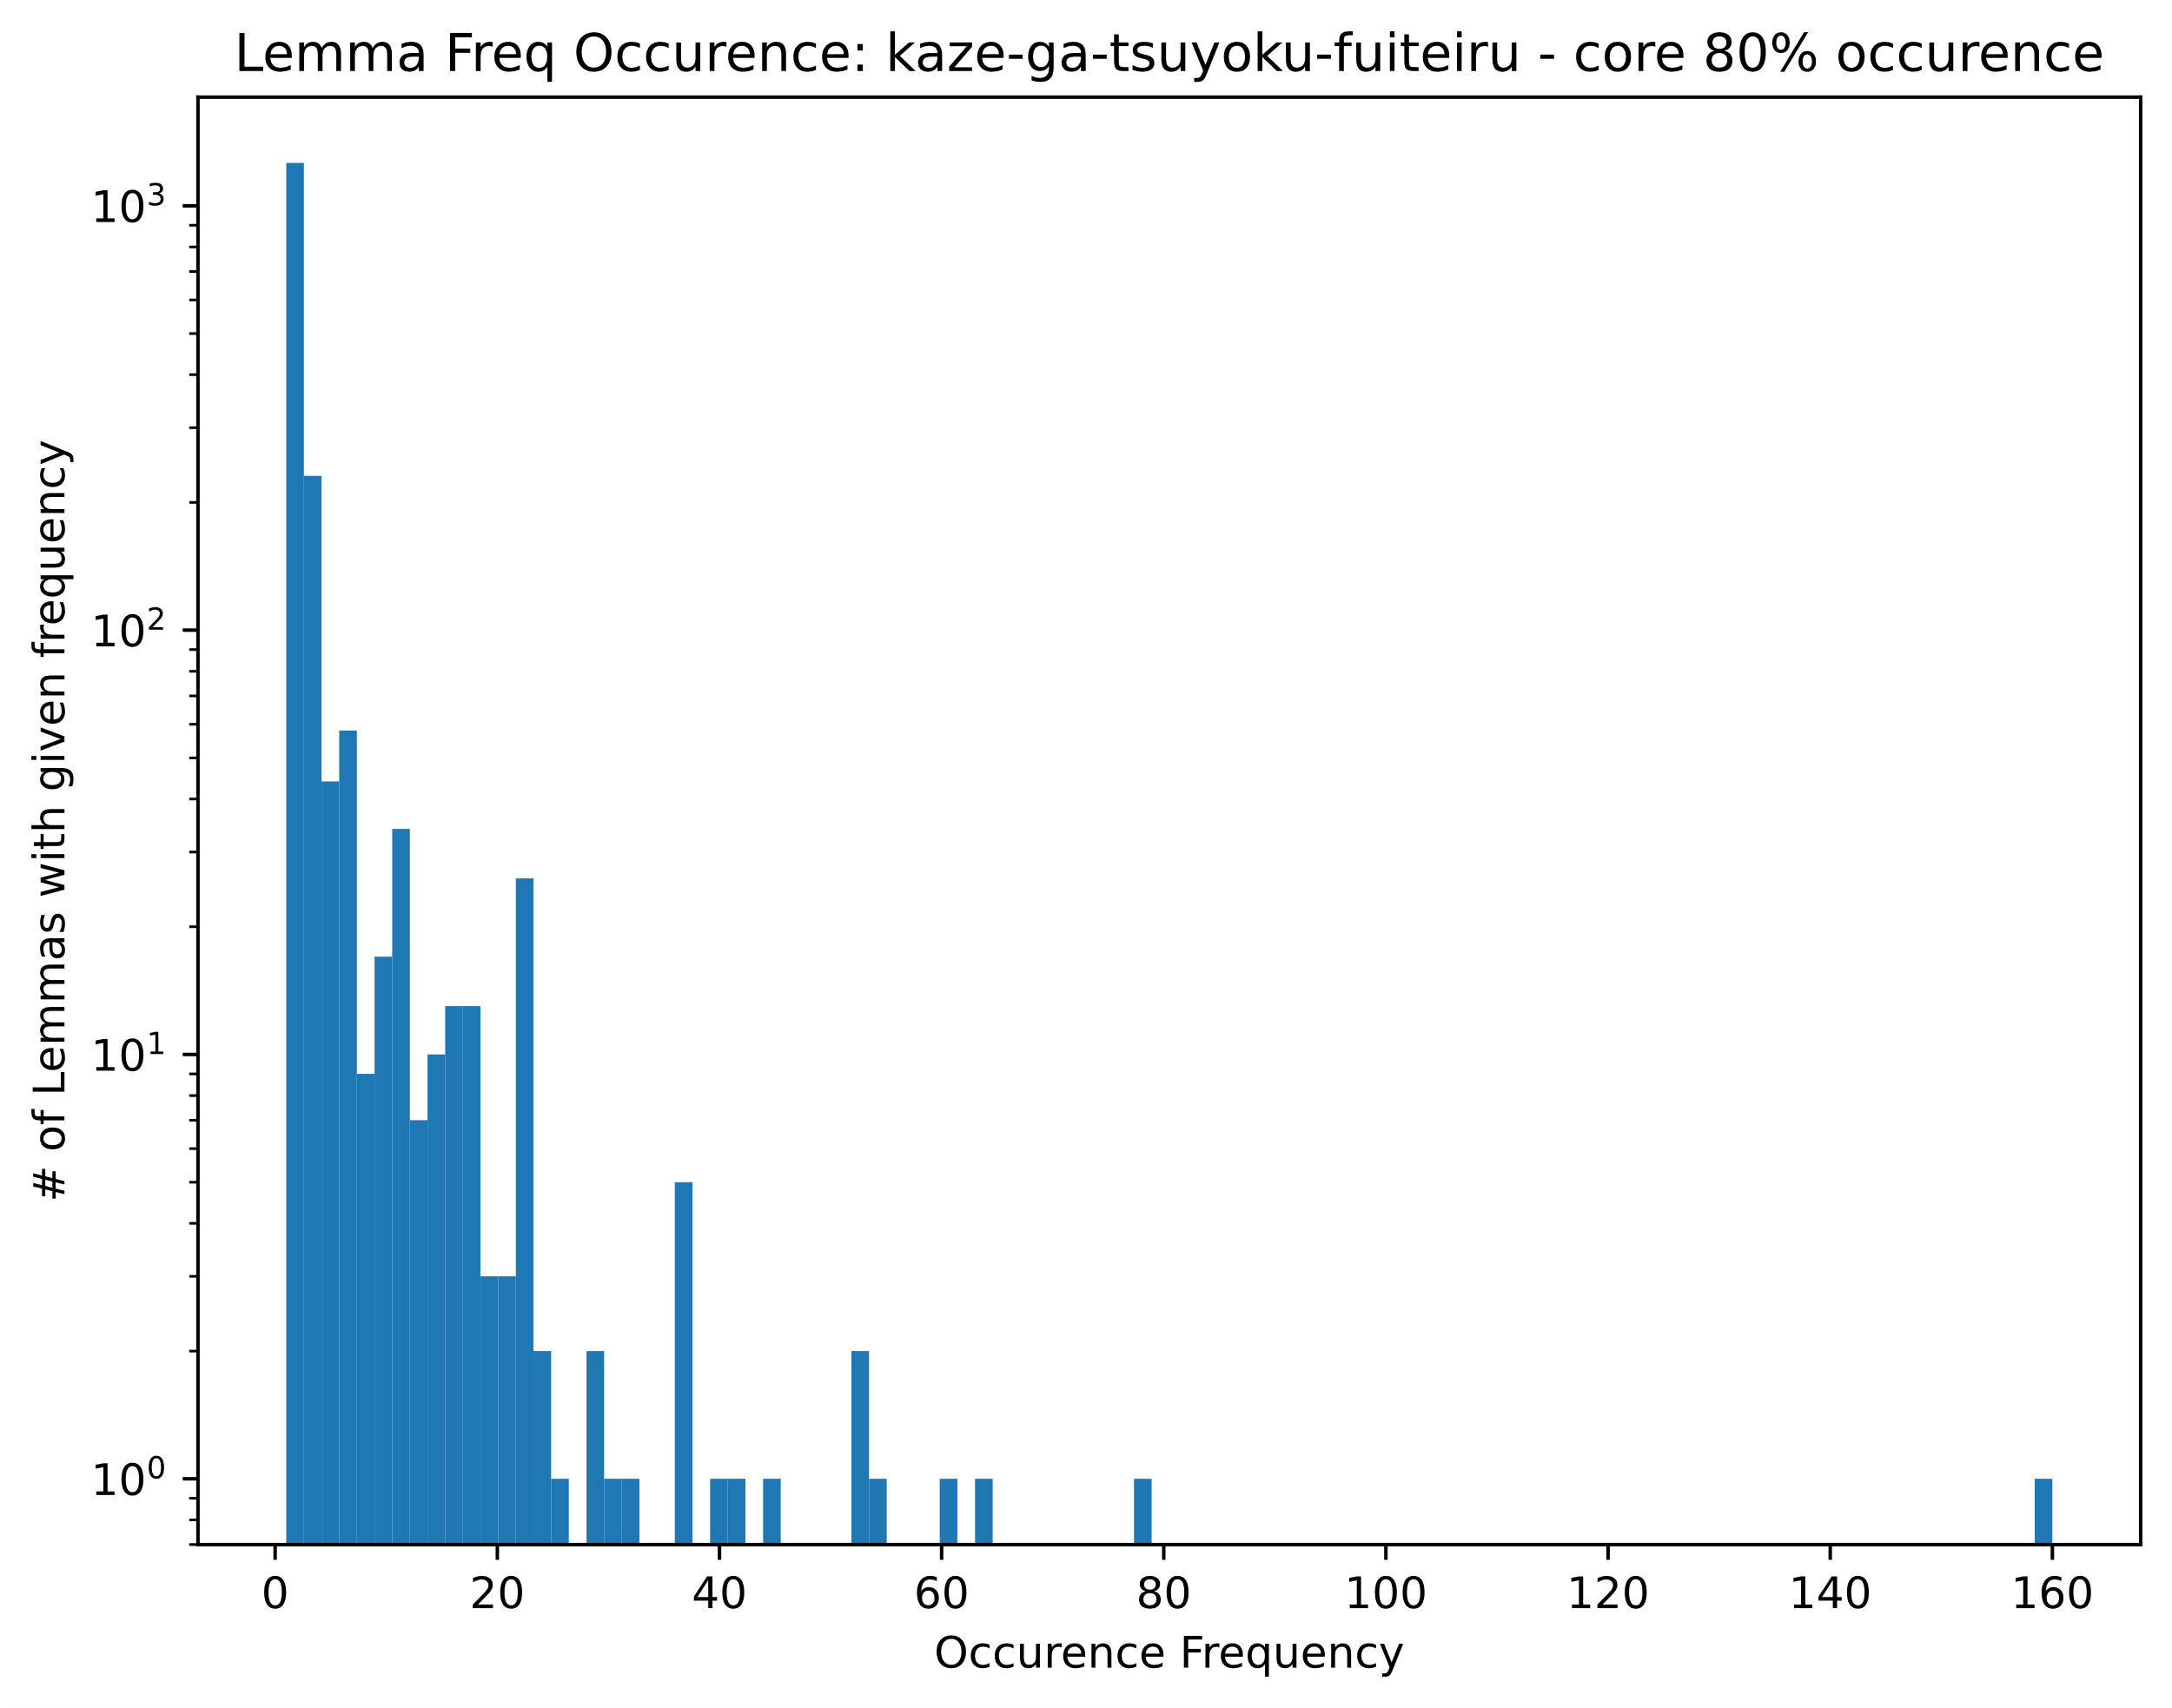 Lemma Freq Occurence: kaze-ga-tsuyoku-fuiteiru - core 80% occurence
# of Lemmas with given frequency
10³
10²
10¹
10⁰
0 20 40 60 80 100 120 140 160
Occurence Frequency